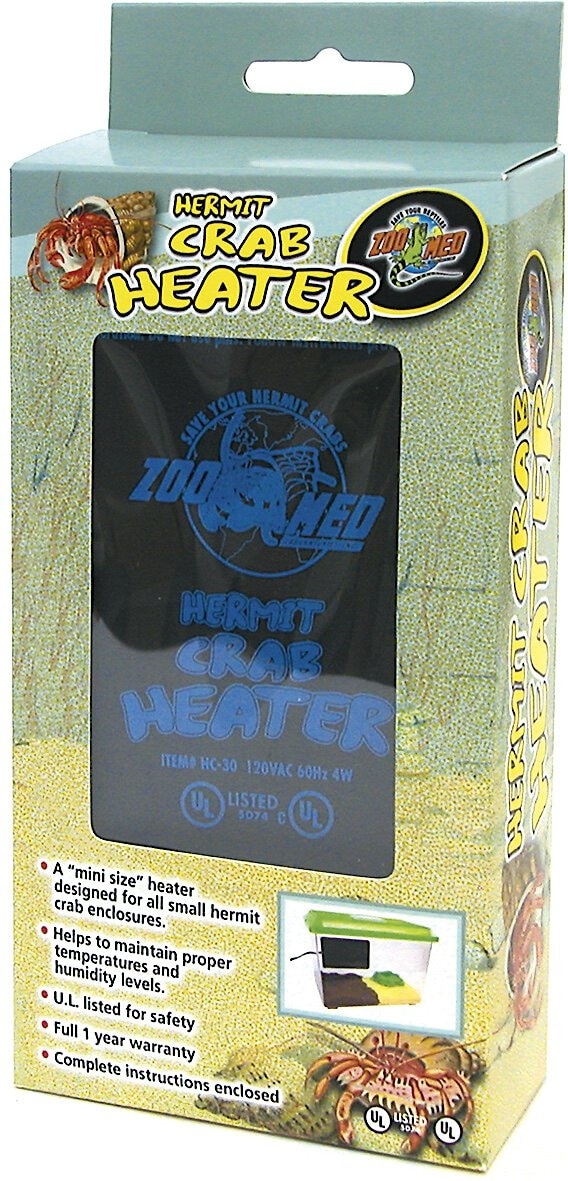 HERMIT
CRAB
HEATER
SAVE YOUR REPTILES
ZOO MED
SAVE YOUR HERMIT CRABS
ZOO MED
HERMIT
CRAB
HEATER
ITEM# HC-30 120VAC 60Hz 4W
UL LISTED C UL
5074
• A "mini size" heater
designed for all small hermit
crab enclosures.
• Helps to maintain proper
temperatures and
humidity levels.
• U.L. listed for safety
• Full 1 year warranty
• Complete instructions enclosed
UL LISTED UL
HERMIT CRAB
HEATER